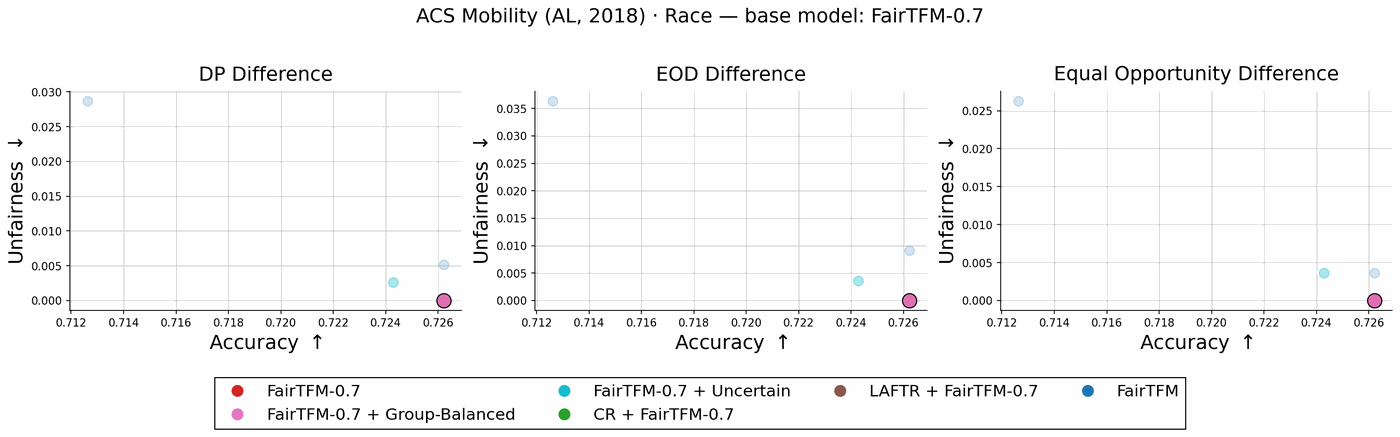 ACS Mobility (AL, 2018) · Race — base model: FairTFM-0.7
DP Difference
EOD Difference
Equal Opportunity Difference
Unfairness ↓
0.030
0.025
0.020
0.015
0.010
0.005
0.000
0.712 0.714 0.716 0.718 0.720 0.722 0.724 0.726
Accuracy ↑
Unfairness ↓
0.035
0.030
0.025
0.020
0.015
0.010
0.005
0.000
0.712 0.714 0.716 0.718 0.720 0.722 0.724 0.726
Accuracy ↑
Unfairness ↓
0.025
0.020
0.015
0.010
0.005
0.000
0.712 0.714 0.716 0.718 0.720 0.722 0.724 0.726
Accuracy ↑
FairTFM-0.7 FairTFM-0.7 + Uncertain LAFTR + FairTFM-0.7 FairTFM
FairTFM-0.7 + Group-Balanced CR + FairTFM-0.7